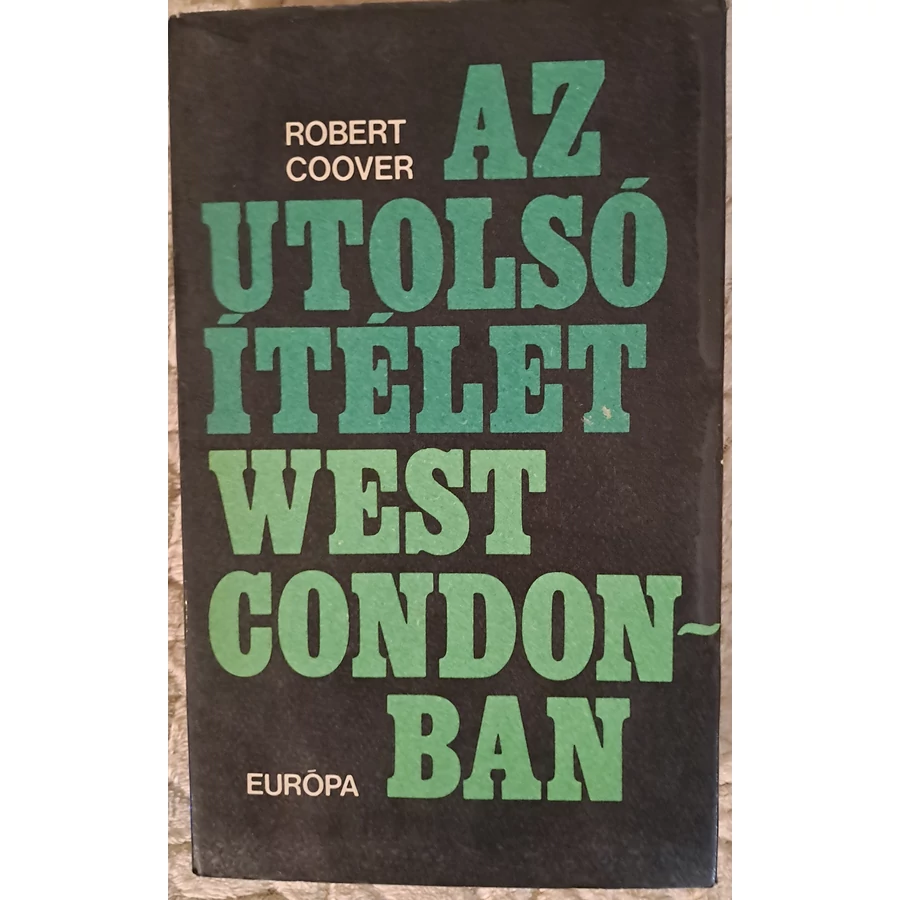 ROBERT
COOVER
AZ
UTOLSÓ
ÍTÉLET
WEST
CONDON-
BAN
EURÓPA